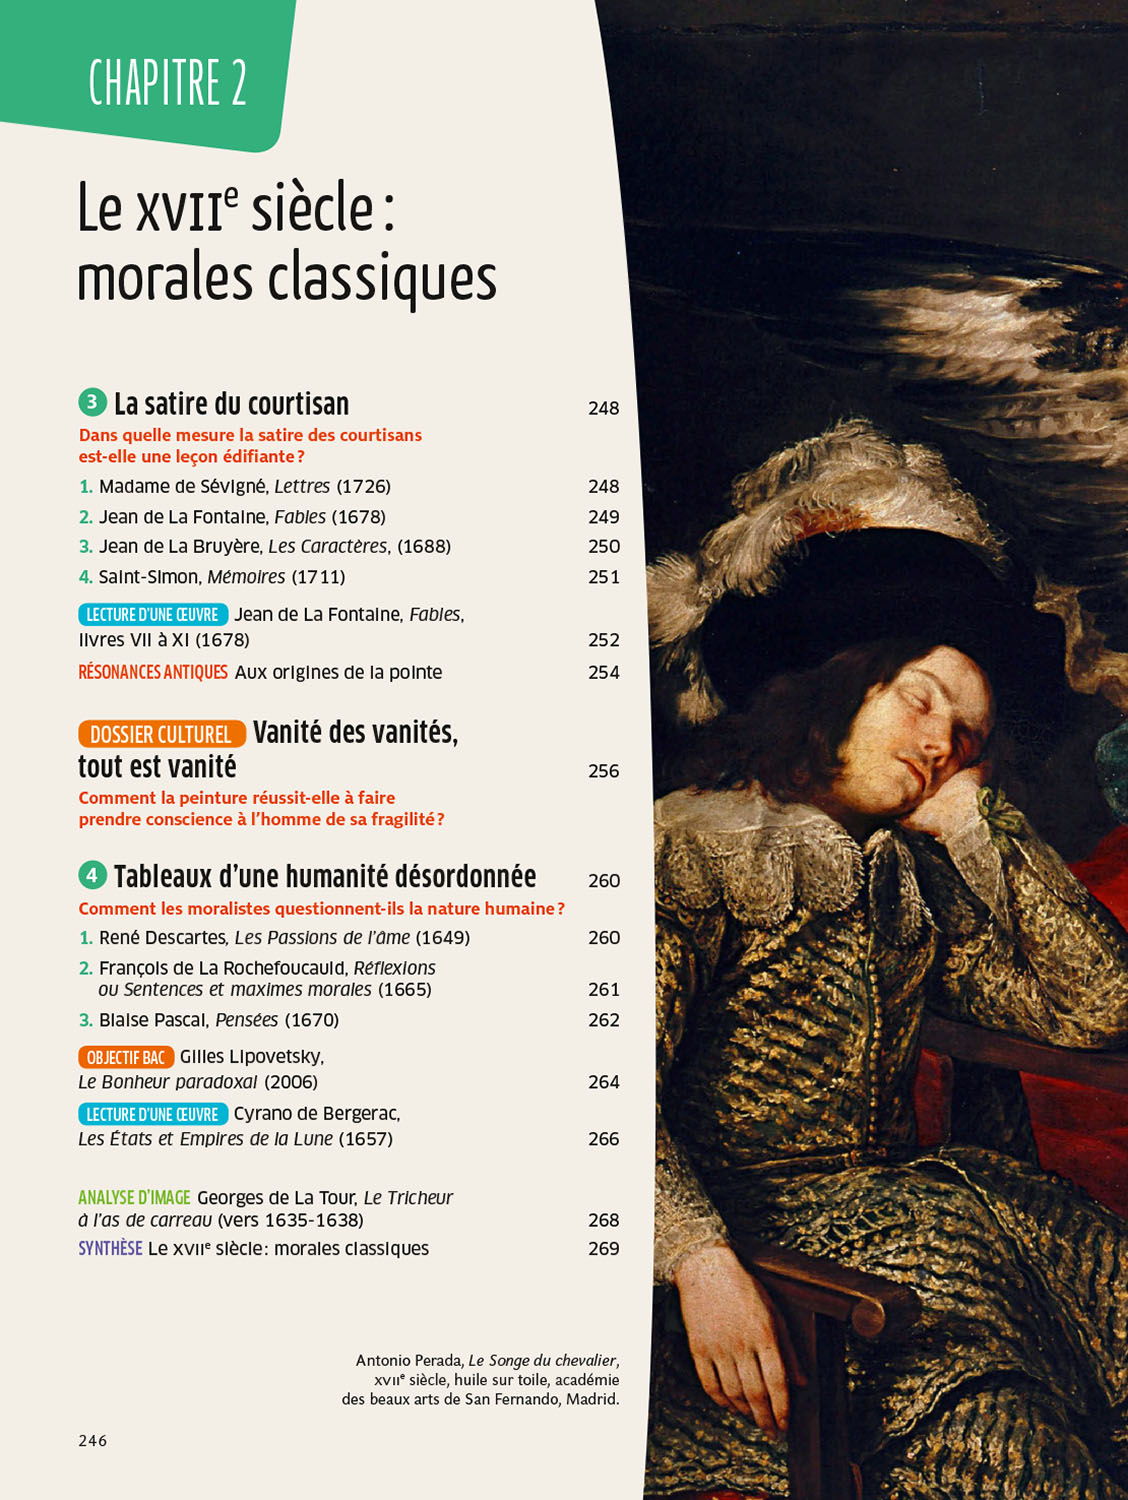 CHAPITRE 2
Le XVIIe siècle :
morales classiques
3 La satire du courtisan 248
Dans quelle mesure la satire des courtisans
est-elle une leçon édifiante ?
1. Madame de Sévigné, Lettres (1726) 248
2. Jean de La Fontaine, Fables (1678) 249
3. Jean de La Bruyère, Les Caractères, (1688) 250
4. Saint-Simon, Mémoires (1711) 251
LECTURE D'UNE ŒUVRE Jean de La Fontaine, Fables,
livres VII à XI (1678) 252
RÉSONANCES ANTIQUES Aux origines de la pointe 254
DOSSIER CULTUREL Vanité des vanités,
tout est vanité 256
Comment la peinture réussit-elle à faire
prendre conscience à l'homme de sa fragilité ?
4 Tableaux d'une humanité désordonnée 260
Comment les moralistes questionnent-ils la nature humaine ?
1. René Descartes, Les Passions de l'âme (1649) 260
2. François de La Rochefoucauld, Réflexions
ou Sentences et maximes morales (1665) 261
3. Blaise Pascal, Pensées (1670) 262
OBJECTIF BAC Gilles Lipovetsky,
Le Bonheur paradoxal (2006) 264
LECTURE D'UNE ŒUVRE Cyrano de Bergerac,
Les États et Empires de la Lune (1657) 266
ANALYSE D'IMAGE Georges de La Tour, Le Tricheur
à l'as de carreau (vers 1635-1638) 268
SYNTHÈSE Le XVIIe siècle : morales classiques 269
Antonio Perada, Le Songe du chevalier,
XVIIe siècle, huile sur toile, académie
des beaux arts de San Fernando, Madrid.
246